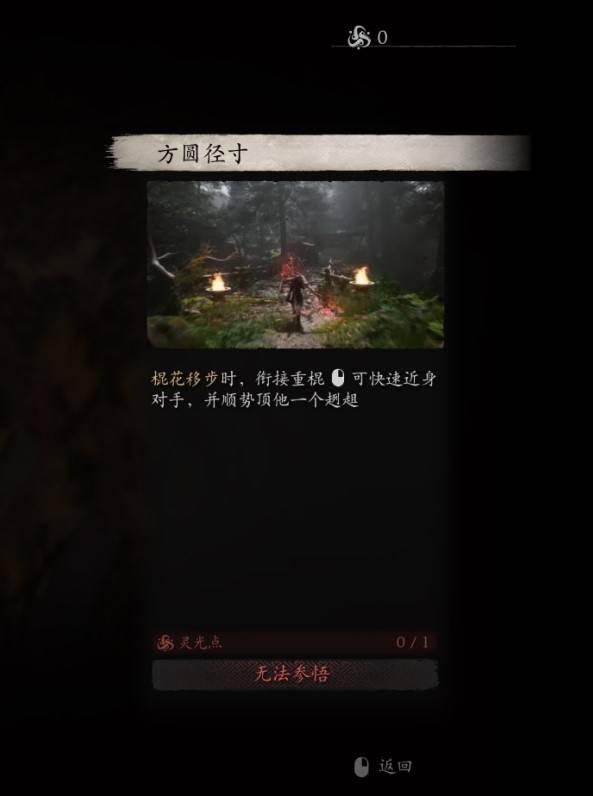 0
方圆径寸
棍花移步时，衔接重棍 可快速近身
对手，并顺势顶他一个趔趄
灵光点 0/1
无法参悟
返回